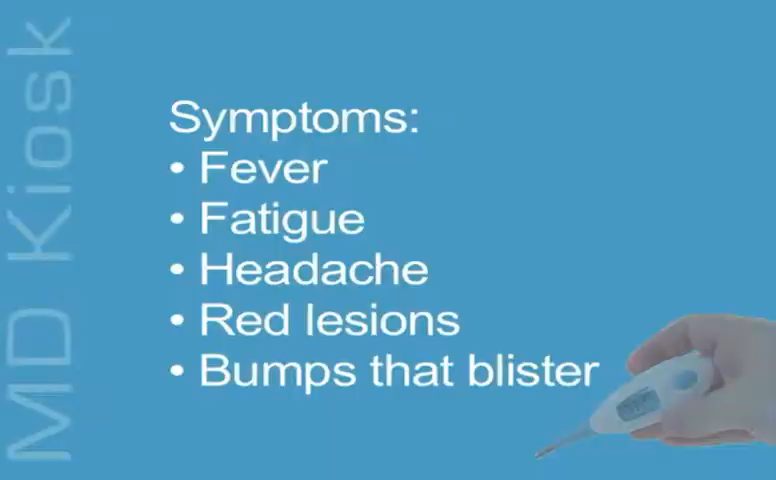 MD Kiosk
Symptoms:
• Fever
• Fatigue
• Headache
• Red lesions
• Bumps that blister